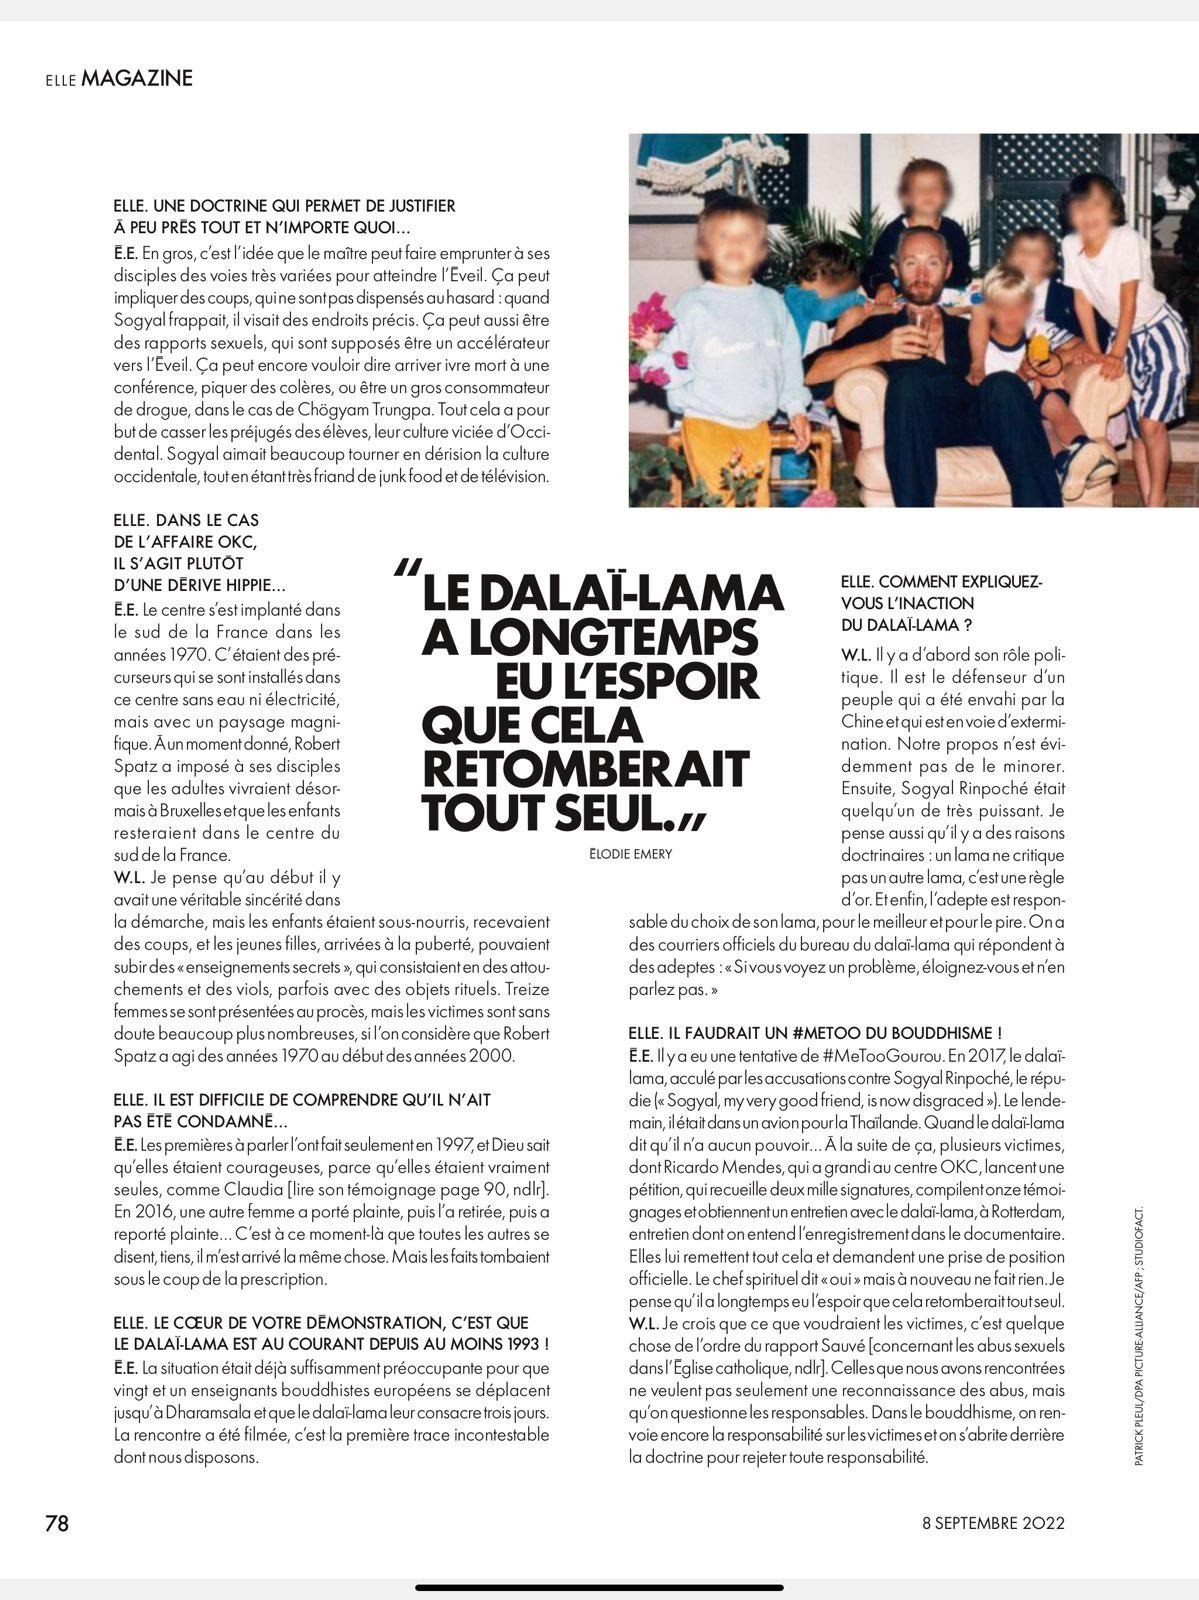 ELLE MAGAZINE
ELLE. UNE DOCTRINE QUI PERMET DE JUSTIFIER
À PEU PRÈS TOUT ET N’IMPORTE QUOI…
É.E. En gros, c’est l’idée que le maître peut faire emprunter à ses
disciples des voies très variées pour atteindre l’Éveil. Ça peut
impliquer des coups, qui ne sont pas dispensés au hasard : quand
Sogyal frappait, il visait des endroits précis. Ça peut aussi être
des rapports sexuels, qui sont supposés être un accélérateur
vers l’Éveil. Ça peut encore vouloir dire arriver ivre mort à une
conférence, piquer des colères, ou être un gros consommateur
de drogue, dans le cas de Chögyam Trungpa. Tout cela a pour
but de casser les préjugés des élèves, leur culture viciée d’Occi-
dental. Sogyal aimait beaucoup tourner en dérision la culture
occidentale, tout en étant très friand de junk food et de télévision.
ELLE. DANS LE CAS
DE L’AFFAIRE OKC,
IL S’AGIT PLUTÔT
D’UNE DÉRIVE HIPPIE…
É.E. Le centre s’est implanté dans
le sud de la France dans les
années 1970. C’étaient des pré-
curseurs qui se sont installés dans
ce centre sans eau ni électricité,
mais avec un paysage magni-
fique. À un moment donné, Robert
Spatz a imposé à ses disciples
que les adultes vivraient désor-
mais à Bruxelles et que les enfants
resteraient dans le centre du
sud de la France.
W.L. Je pense qu’au début il y
avait une véritable sincérité dans
la démarche, mais les enfants étaient sous-nourris, recevaient
des coups, et les jeunes filles, arrivées à la puberté, pouvaient
subir des « enseignements secrets », qui consistaient en des attou-
chements et des viols, parfois avec des objets rituels. Treize
femmes se sont présentées au procès, mais les victimes sont sans
doute beaucoup plus nombreuses, si l’on considère que Robert
Spatz a agi des années 1970 au début des années 2000.
ELLE. IL EST DIFFICILE DE COMPRENDRE QU’IL N’AIT
PAS ÉTÉ CONDAMNÉ…
É.E. Les premières à parler l’ont fait seulement en 1997, et Dieu sait
qu’elles étaient courageuses, parce qu’elles étaient vraiment
seules, comme Claudia [lire son témoignage page 90, ndlr].
En 2016, une autre femme a porté plainte, puis l’a retirée, puis a
reporté plainte… C’est à ce moment-là que toutes les autres se
disent, tiens, il m’est arrivé la même chose. Mais les faits tombaient
sous le coup de la prescription.
ELLE. LE CŒUR DE VOTRE DÉMONSTRATION, C’EST QUE
LE DALAÏ-LAMA EST AU COURANT DEPUIS AU MOINS 1993 !
É.E. La situation était déjà suffisamment préoccupante pour que
vingt et un enseignants bouddhistes européens se déplacent
jusqu’à Dharamsala et que le dalaï-lama leur consacre trois jours.
La rencontre a été filmée, c’est la première trace incontestable
dont nous disposons.
“LE DALAÏ-LAMA
A LONGTEMPS
EU L’ESPOIR
QUE CELA
RETOMBERAIT
TOUT SEUL.”
ÉLODIE EMERY
ELLE. COMMENT EXPLIQUEZ-
VOUS L’INACTION
DU DALAÏ-LAMA ?
W.L. Il y a d’abord son rôle poli-
tique. Il est le défenseur d’un
peuple qui a été envahi par la
Chine et qui est en voie d’extermi-
nation. Notre propos n’est évi-
demment pas de le minorer.
Ensuite, Sogyal Rinpoché était
quelqu’un de très puissant. Je
pense aussi qu’il y a des raisons
doctrinaires : un lama ne critique
pas un autre lama, c’est une règle
d’or. Et enfin, l’adepte est respon-
sable du choix de son lama, pour le meilleur et pour le pire. On a
des courriers officiels du bureau du dalaï-lama qui répondent à
des adeptes : « Si vous voyez un problème, éloignez-vous et n’en
parlez pas. »
ELLE. IL FAUDRAIT UN #METOO DU BOUDDHISME !
É.E. Il y a eu une tentative de #MeTooGourou. En 2017, le dalaï-
lama, acculé par les accusations contre Sogyal Rinpoché, le répu-
die (« Sogyal, my very good friend, is now disgraced »). Le lende-
main, il était dans un avion pour la Thaïlande. Quand le dalaï-lama
dit qu’il n’a aucun pouvoir… À la suite de ça, plusieurs victimes,
dont Ricardo Mendes, qui a grandi au centre OKC, lancent une
pétition, qui recueille deux mille signatures, compilent onze témoi-
gnages et obtiennent un entretien avec le dalaï-lama, à Rotterdam,
entretien dont on entend l’enregistrement dans le documentaire.
Elles lui remettent tout cela et demandent une prise de position
officielle. Le chef spirituel dit « oui » mais à nouveau ne fait rien. Je
pense qu’il a longtemps eu l’espoir que cela retomberait tout seul.
W.L. Je crois que ce que voudraient les victimes, c’est quelque
chose de l’ordre du rapport Sauvé [concernant les abus sexuels
dans l’Église catholique, ndlr]. Celles que nous avons rencontrées
ne veulent pas seulement une reconnaissance des abus, mais
qu’on questionne les responsables. Dans le bouddhisme, on ren-
voie encore la responsabilité sur les victimes et on s’abrite derrière
la doctrine pour rejeter toute responsabilité.
PATRICK PLEUL/DPA PICTURE-ALLIANCE/AFP ; STUDIOFACT.
78
8 SEPTEMBRE 2022